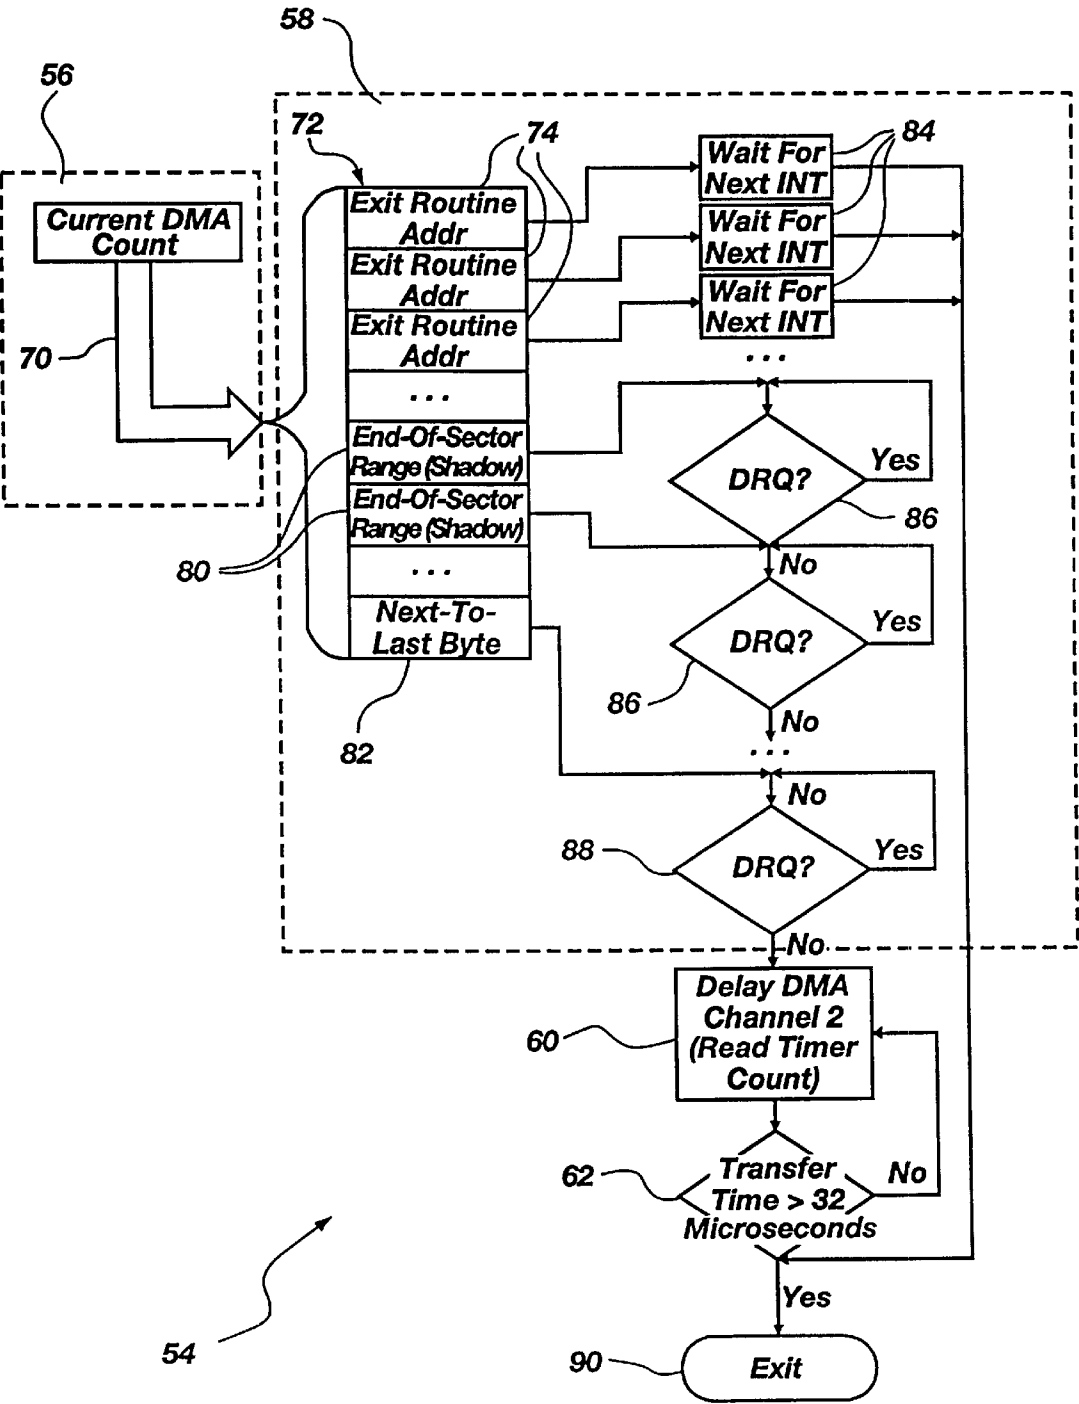 58
56
72
74
84
Wait For
Next INT
Current DMA
Count
Exit Routine
Addr
Wait For
Next INT
Exit Routine
Addr
Wait For
Next INT
Exit Routine
Addr
70
...
...
End-Of-Sector
Range (Shadow)
DRQ?
Yes
86
End-Of-Sector
Range (Shadow)
80
...
No
Next-To-
Last Byte
DRQ?
Yes
86
82
No
...
No
88
DRQ?
Yes
No
Delay DMA
Channel 2
(Read Timer
Count)
60
62
Transfer
Time > 32
Microseconds
No
Yes
54
90
Exit